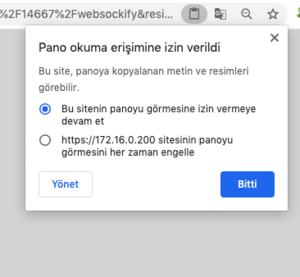 %2F14667%2Fwebsockify&resi...
Pano okuma erişimine izin verildi
Bu site, panoya kopyalanan metin ve resimleri
görebilir.
Bu sitenin panoyu görmesine izin vermeye
devam et
https://172.16.0.200 sitesinin panoyu
görmesini her zaman engelle
Yönet
Bitti